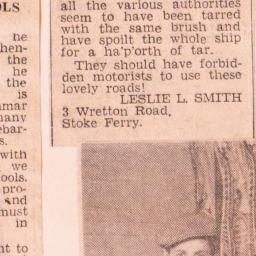 OLS
he
hen-
the
he
the
is
mar
many
ebar-
s.
with
we
ools.
pro-
and
must
in
nt to
all the various authorities
seem to have been tarred
with the same brush and
have spoilt the whole ship
for a ha'p'orth of tar.
They should have forbid-
den motorists to use these
lovely roads!
LESLIE L. SMITH
3 Wretton Road,
Stoke Ferry.